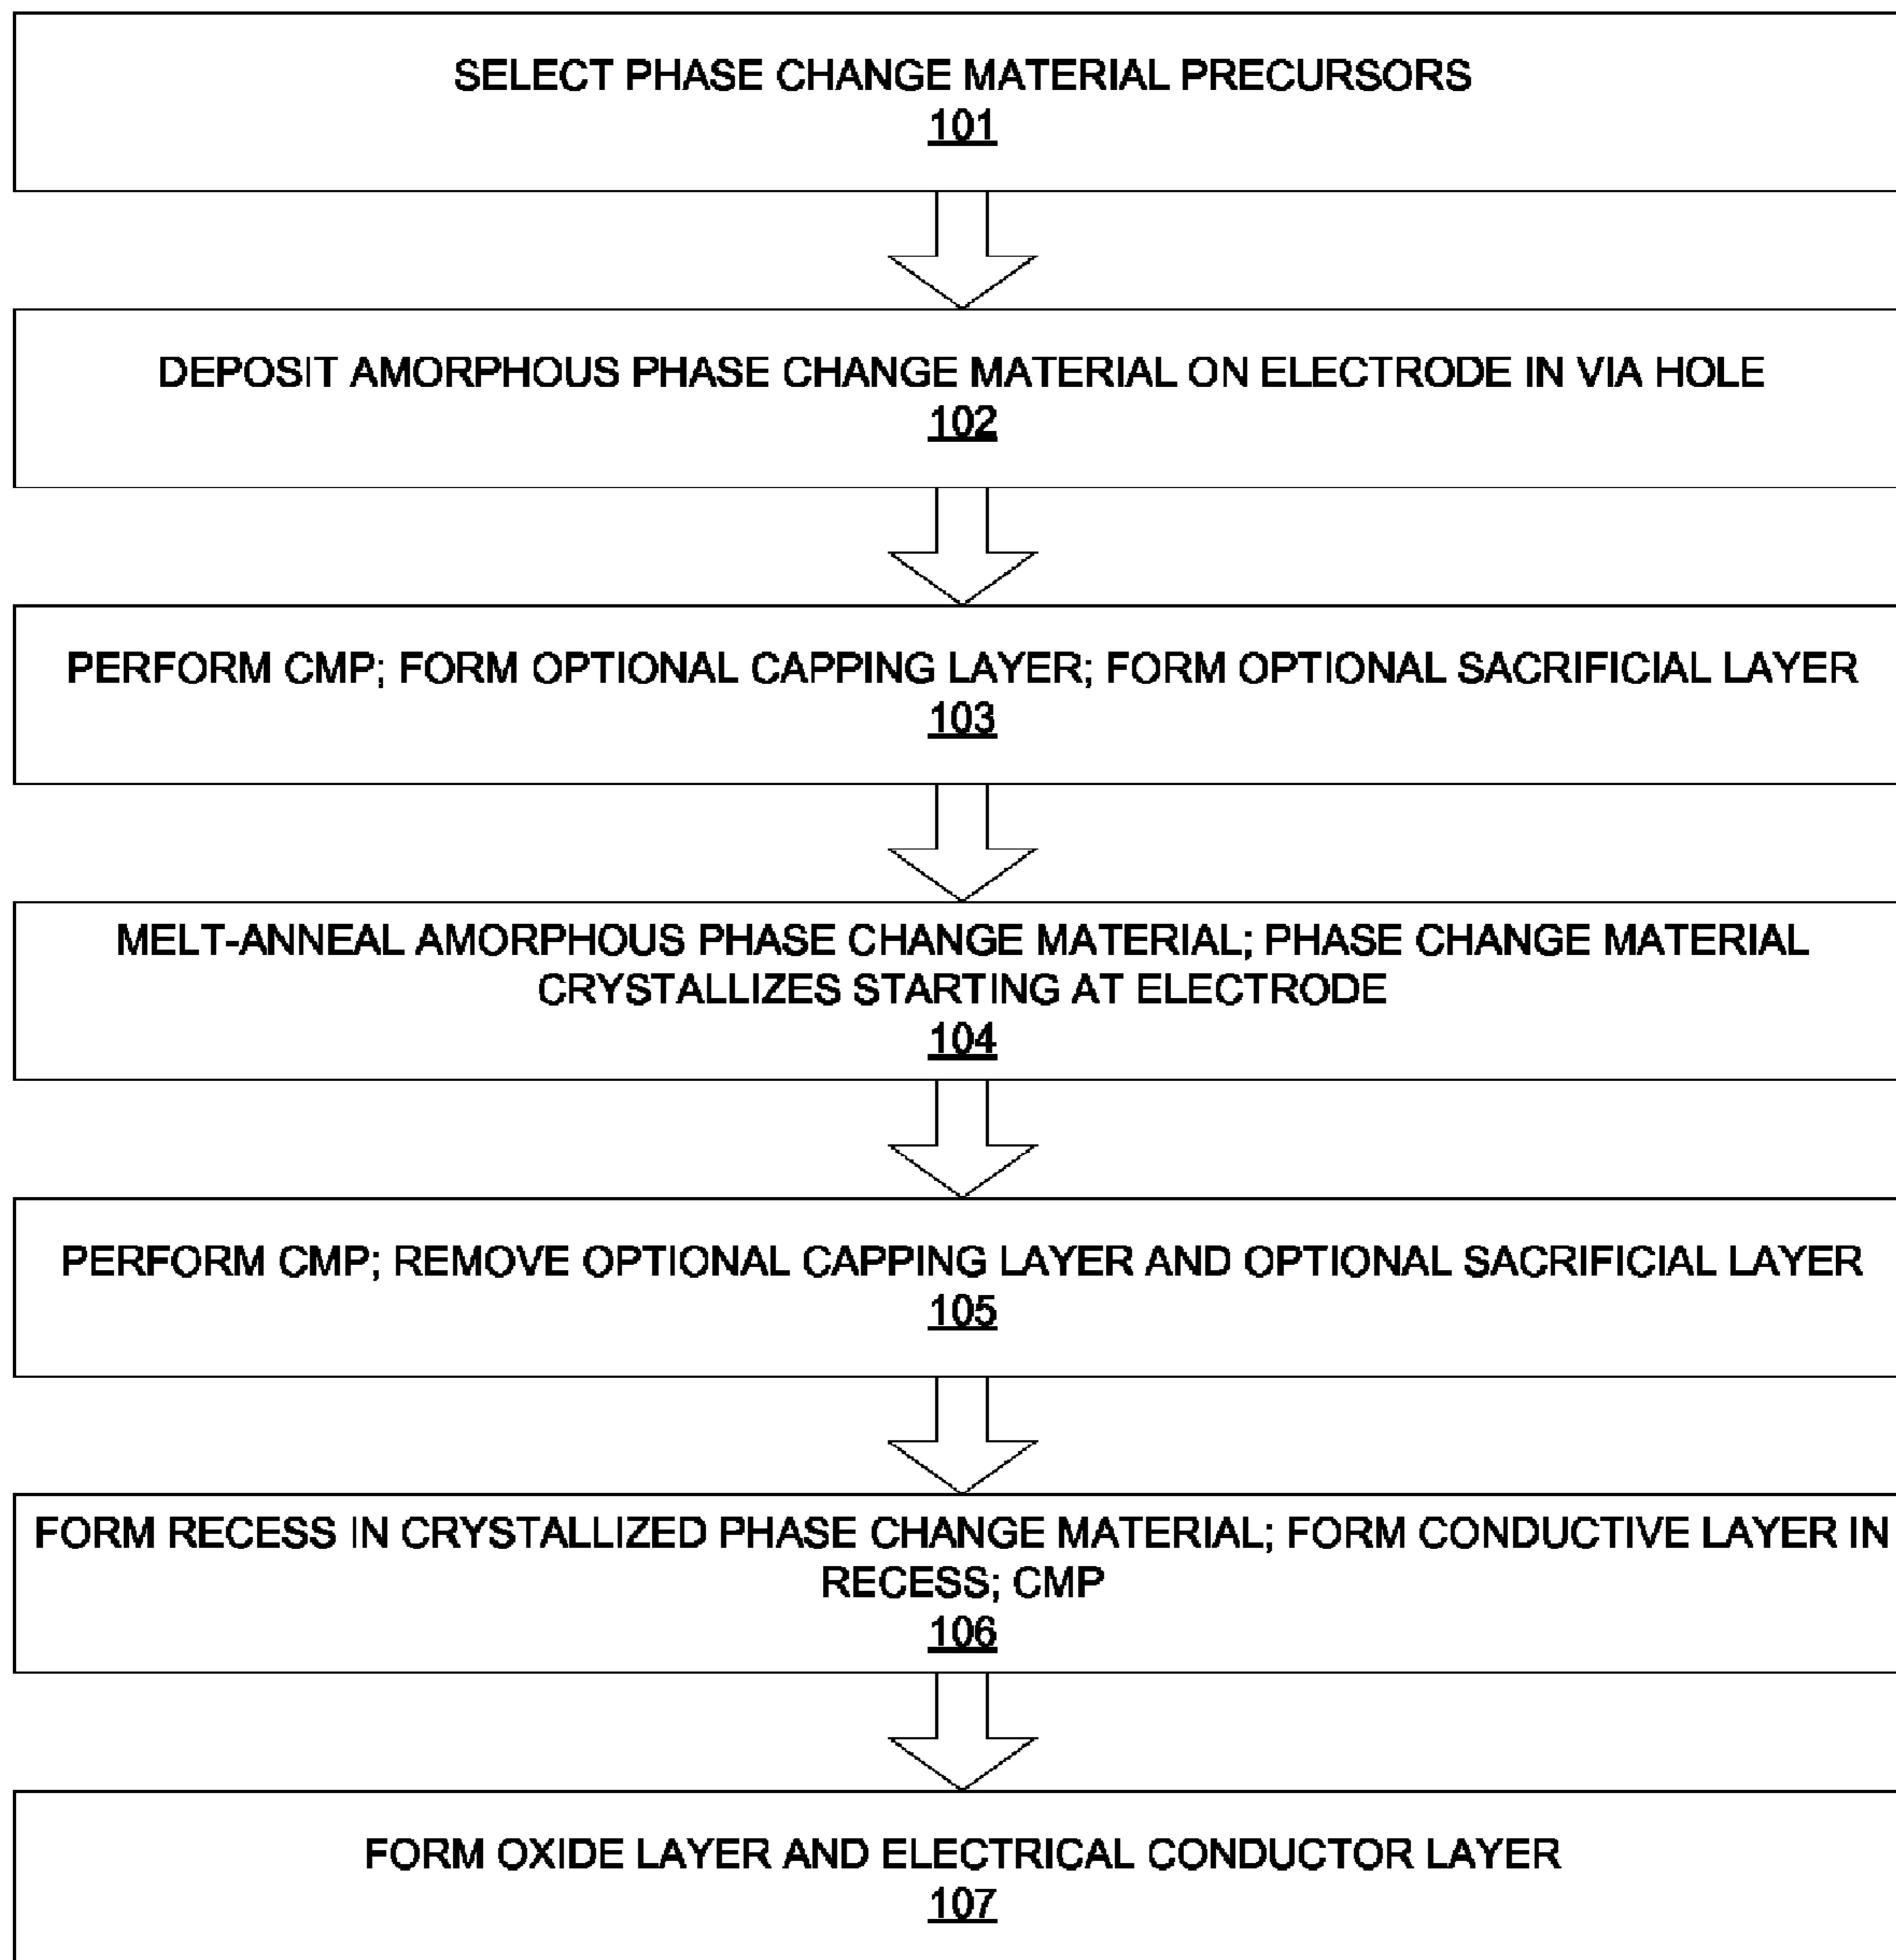 SELECT PHASE CHANGE MATERIAL PRECURSORS
101
DEPOSIT AMORPHOUS PHASE CHANGE MATERIAL ON ELECTRODE IN VIA HOLE
102
PERFORM CMP; FORM OPTIONAL CAPPING LAYER; FORM OPTIONAL SACRIFICIAL LAYER
103
MELT-ANNEAL AMORPHOUS PHASE CHANGE MATERIAL; PHASE CHANGE MATERIAL
CRYSTALLIZES STARTING AT ELECTRODE
104
PERFORM CMP; REMOVE OPTIONAL CAPPING LAYER AND OPTIONAL SACRIFICIAL LAYER
105
FORM RECESS IN CRYSTALLIZED PHASE CHANGE MATERIAL; FORM CONDUCTIVE LAYER IN
RECESS; CMP
106
FORM OXIDE LAYER AND ELECTRICAL CONDUCTOR LAYER
107